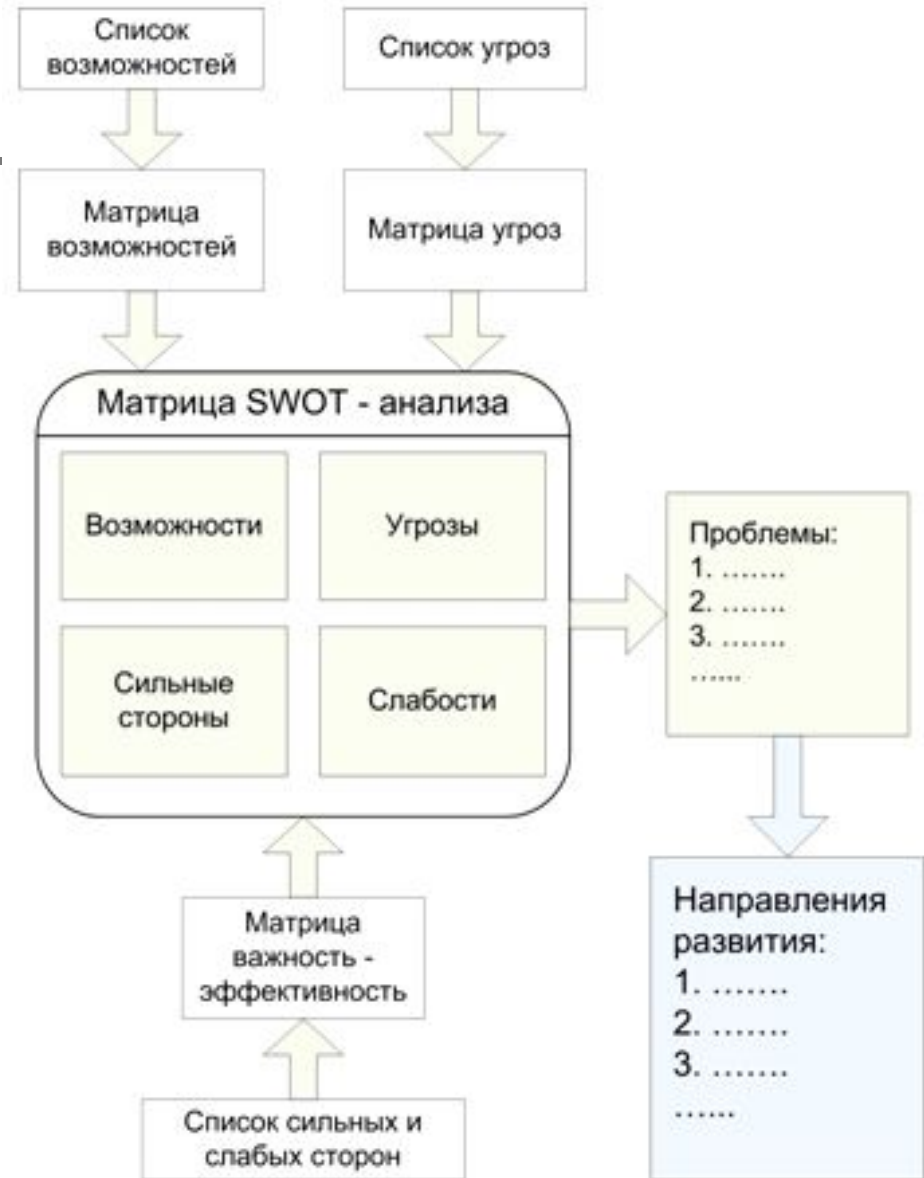 Список
возможностей
Список угроз
Матрица
возможностей
Матрица угроз
Матрица SWOT - анализа
Возможности
Угрозы
Сильные
стороны
Слабости
Проблемы:
1. .......
2. .......
3. .......
......
Матрица
важность -
эффективность
Список сильных и
слабых сторон
Направления
развития:
1. .......
2. .......
3. .......
......